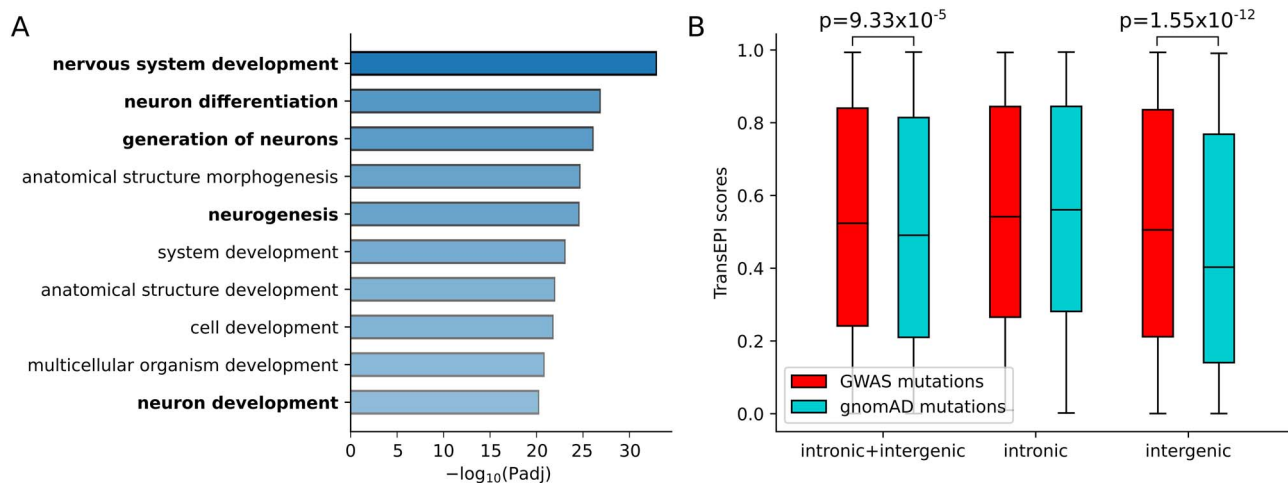 A
nervous system development
neuron differentiation
generation of neurons
anatomical structure morphogenesis
neurogenesis
system development
anatomical structure development
cell development
multicellular organism development
neuron development
0 5 10 15 20 25 30
−log₁₀(Padj)
B
p=9.33x10⁻⁵ p=1.55x10⁻¹²
TransEPI scores
1.0
0.8
0.6
0.4
0.2
0.0
GWAS mutations
gnomAD mutations
intronic+intergenic intronic intergenic